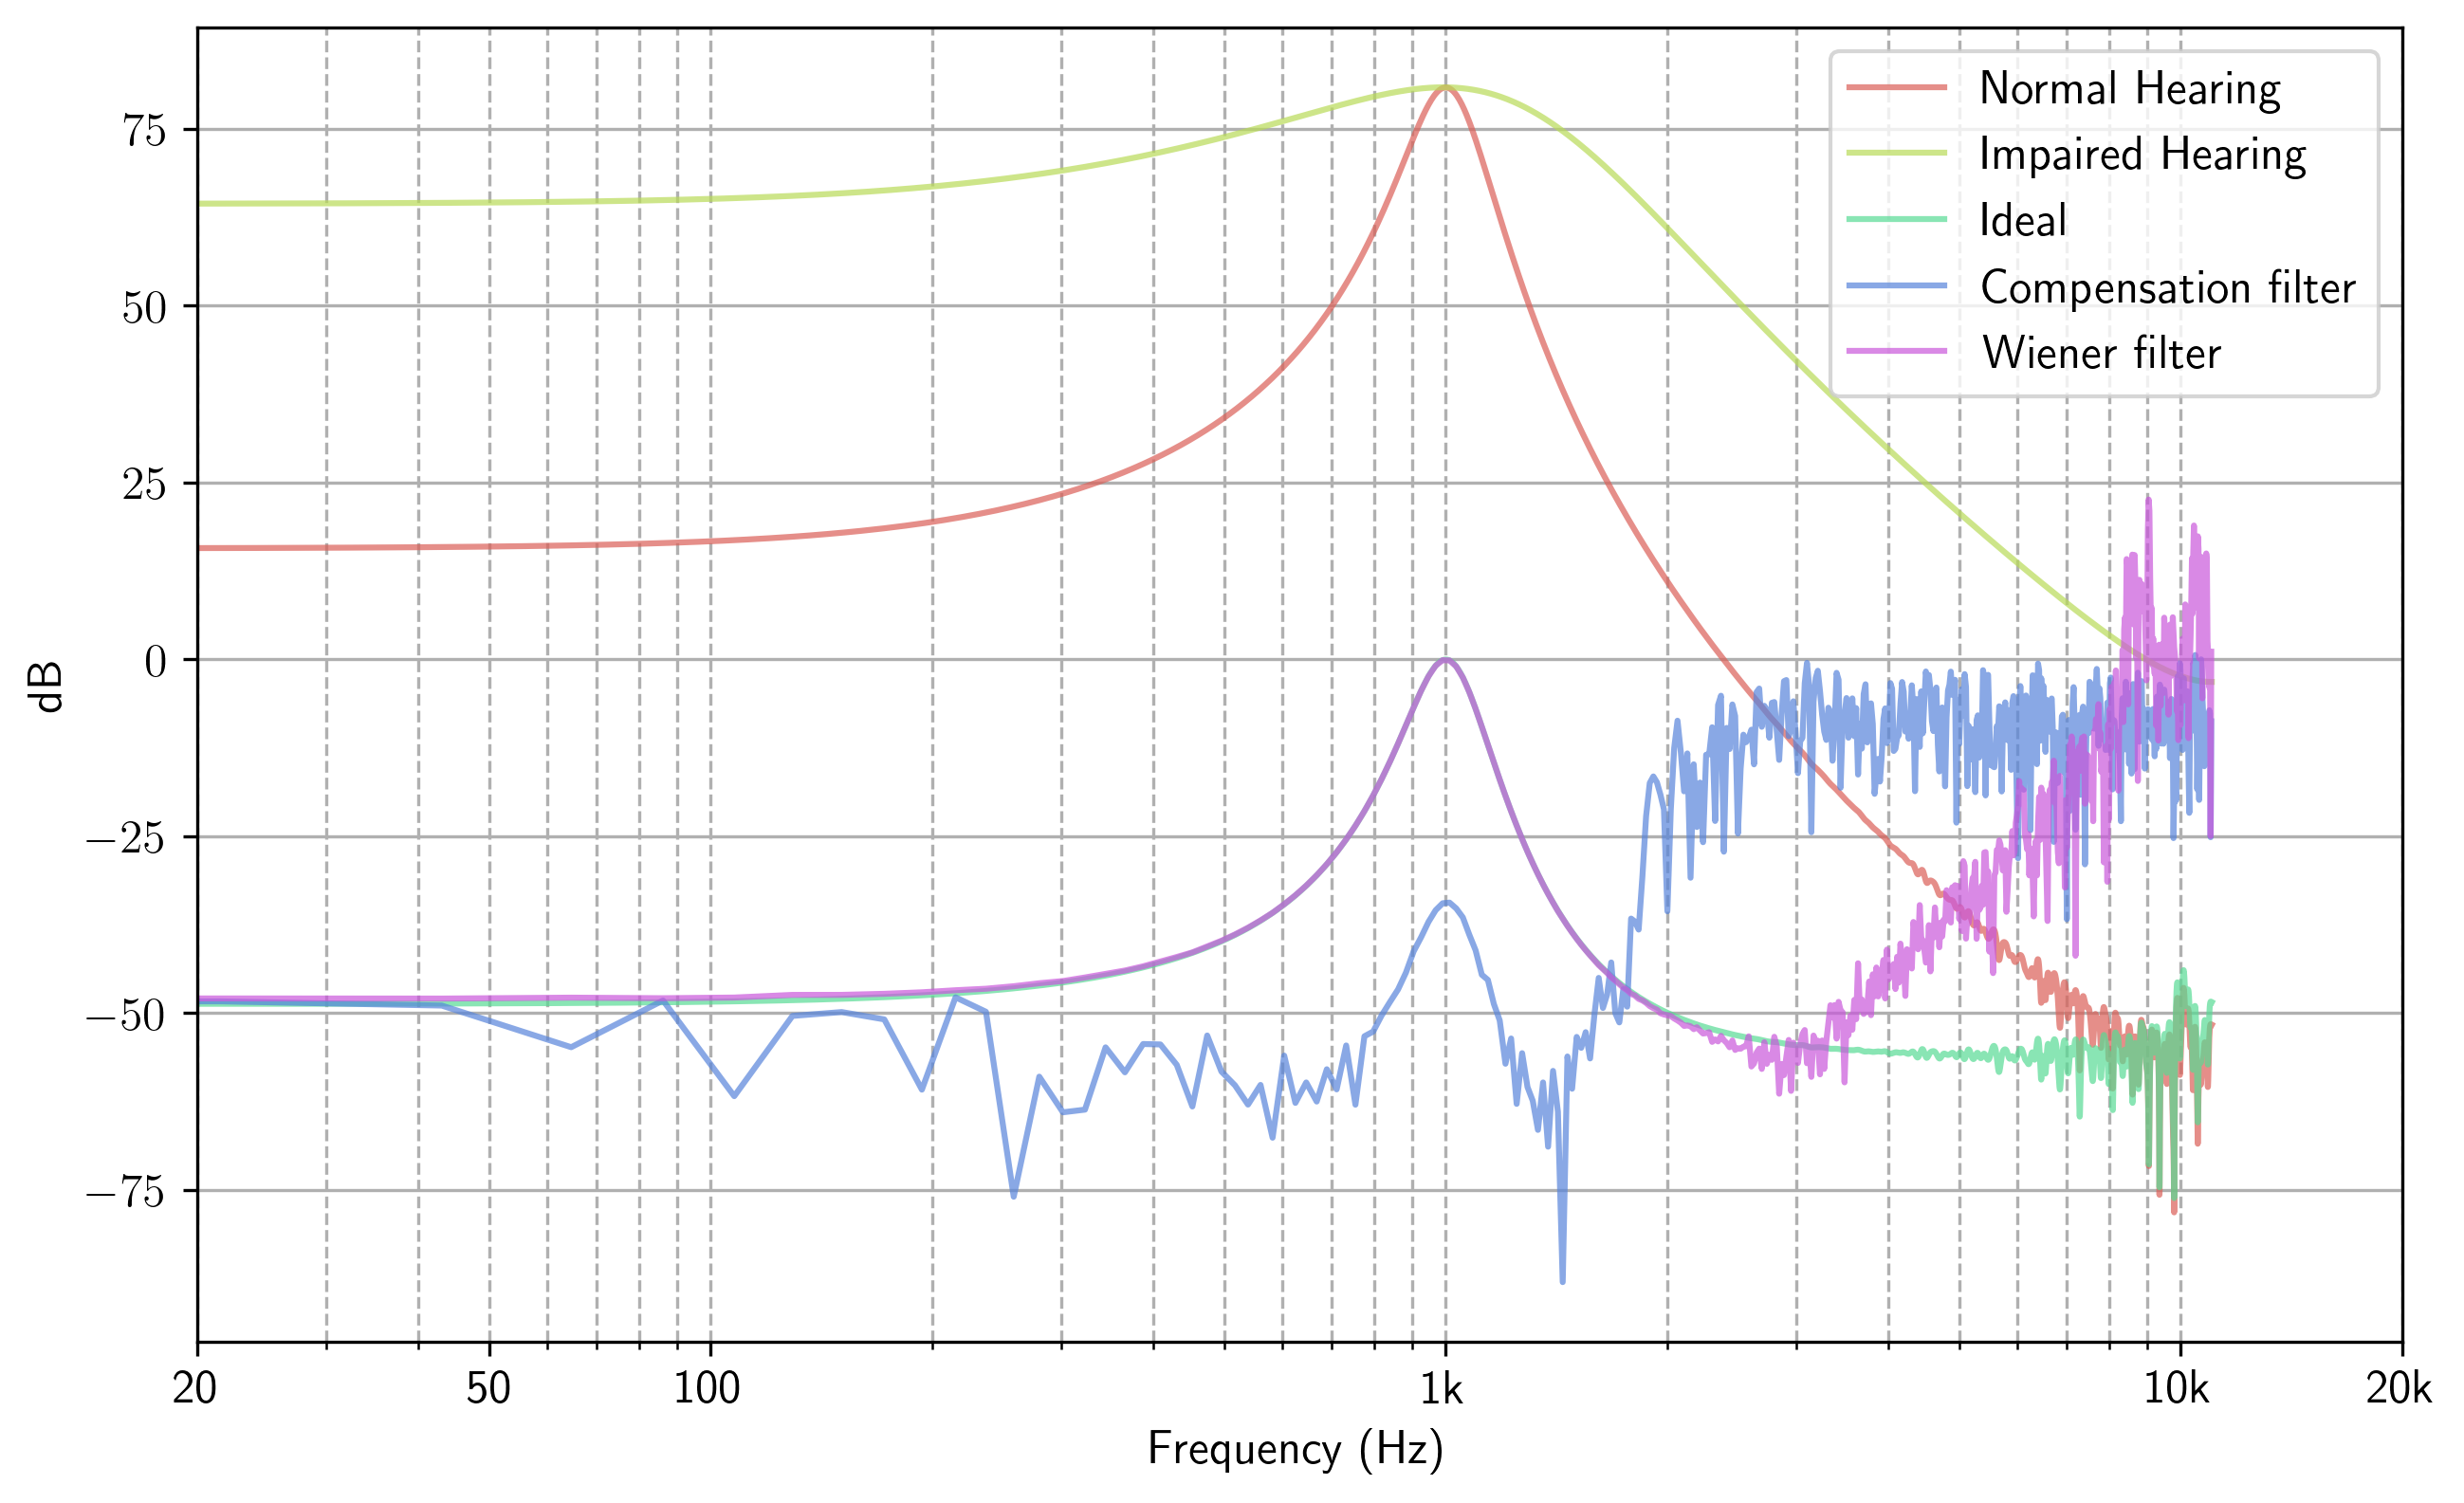 Normal Hearing
Impaired Hearing
Ideal
Compensation filter
Wiener filter
75
50
25
0
−25
−50
−75
dB
20 50 100 1k 10k 20k
Frequency (Hz)